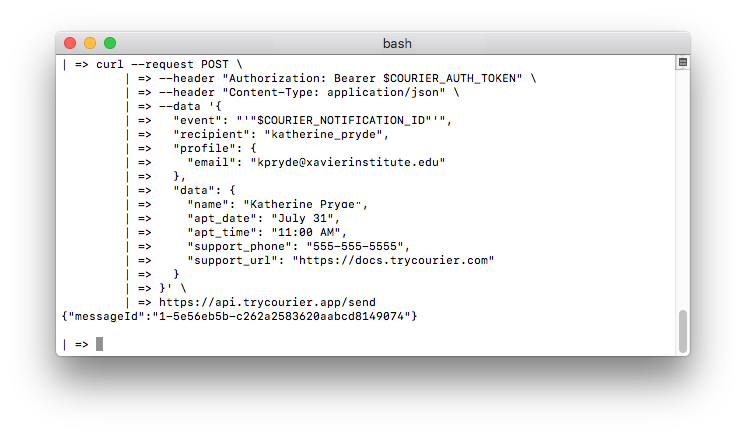 bash
| => curl --request POST \
| => --header "Authorization: Bearer $COURIER_AUTH_TOKEN" \
| => --header "Content-Type: application/json" \
| => --data '{
| => "event": "'"$COURIER_NOTIFICATION_ID"'",
| => "recipient": "katherine_pryde",
| => "profile": {
| => "email": "kpryde@xavierinstitute.edu"
| => },
| => "data": {
| => "name": "Katherine Pryde",
| => "apt_date": "July 31",
| => "apt_time": "11:00 AM",
| => "support_phone": "555-555-5555",
| => "support_url": "https://docs.trycourier.com"
| => }
| => }' \
| => https://api.trycourier.app/send
{"messageId":"1-5e56eb5b-c262a2583620aabcd8149074"}
| =>